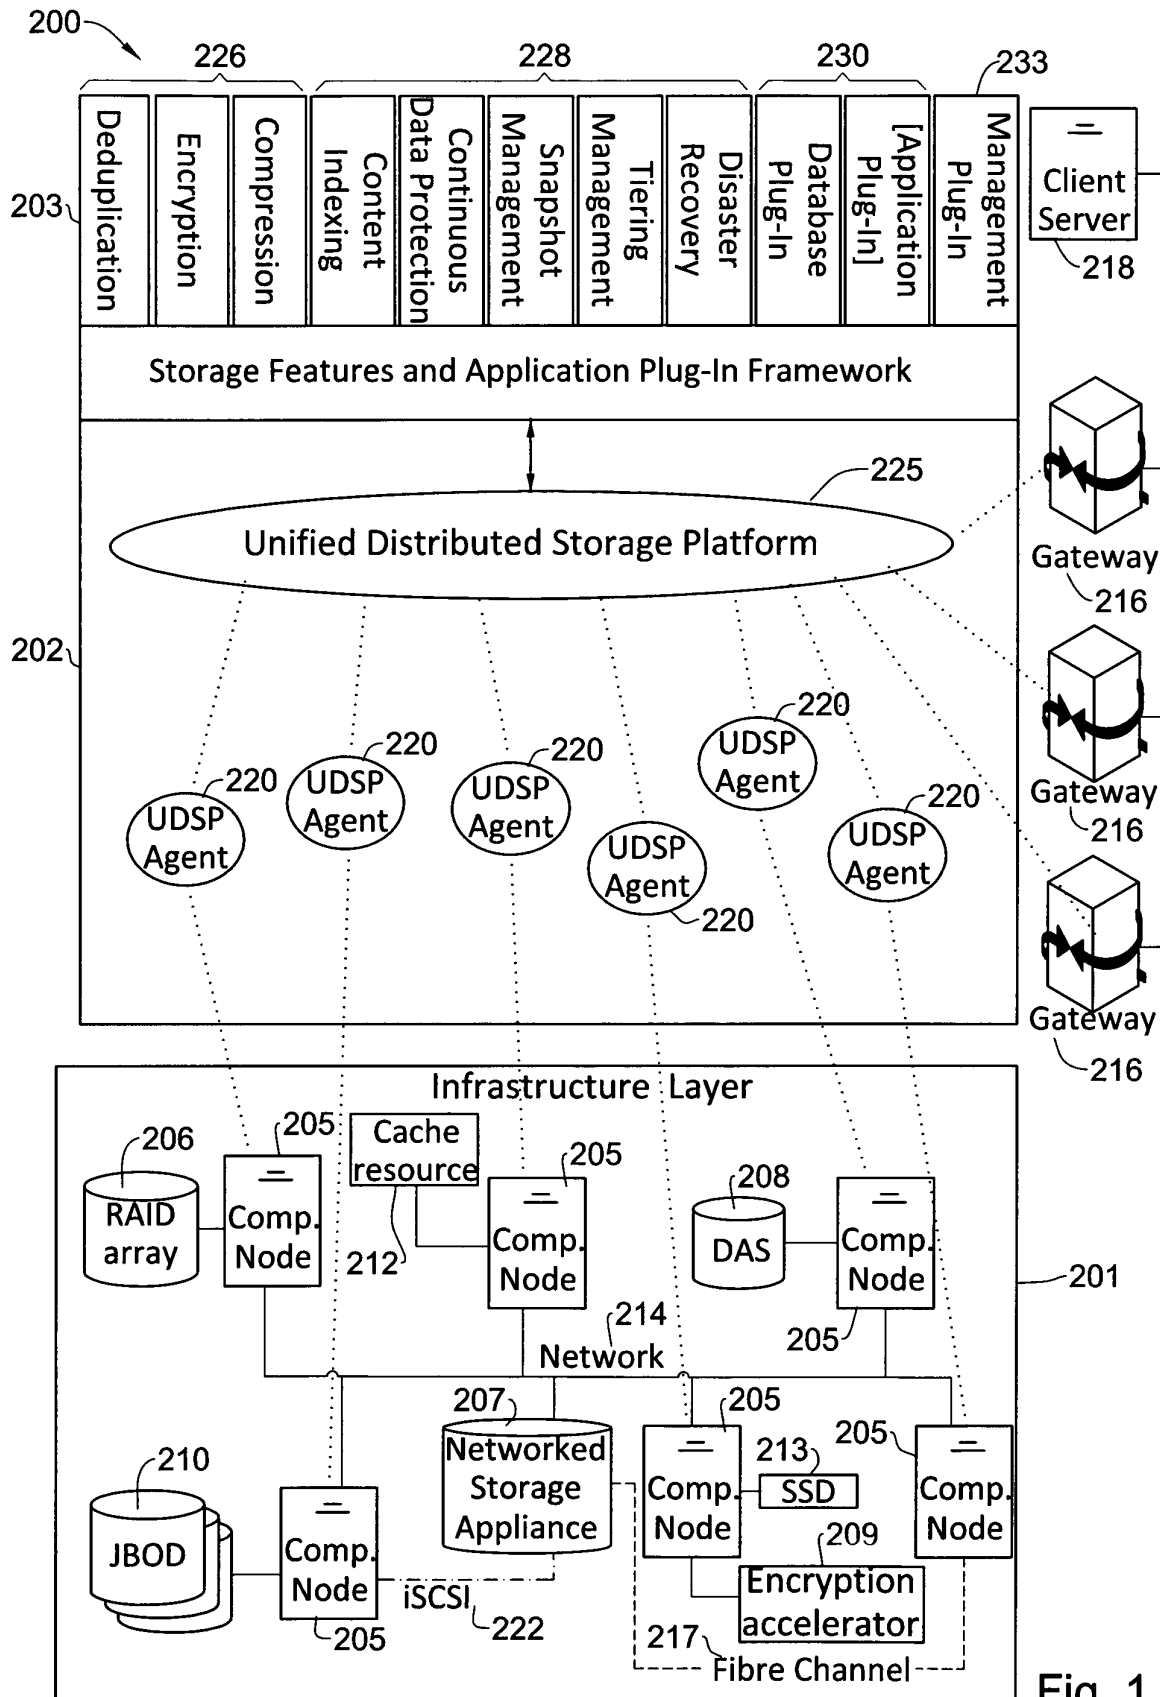 200
226
228
230
233
Deduplication
Encryption
Compression
Content
Indexing
Continuous
Data Protection
Snapshot
Management
Tiering
Management
Disaster
Recovery
Database
Plug-In
[Application
Plug-In]
Management
Plug-In
Client
Server
218
203
Storage Features and Application Plug-In Framework
225
Unified Distributed Storage Platform
Gateway
216
202
220
UDSP
Agent
220
UDSP
Agent
220
UDSP
Agent
220
UDSP
Agent
220
UDSP
Agent
220
UDSP
Agent
Gateway
216
Gateway
216
Infrastructure Layer
206
RAID
array
205
Comp.
Node
Cache
resource
212
205
Comp.
Node
208
DAS
Comp.
Node
205
201
214
Network
207
Networked
Storage
Appliance
205
Comp.
Node
213
SSD
205
Comp.
Node
210
JBOD
Comp.
Node
205
iSCSI
222
209
Encryption
accelerator
217
Fibre Channel
Fig. 1